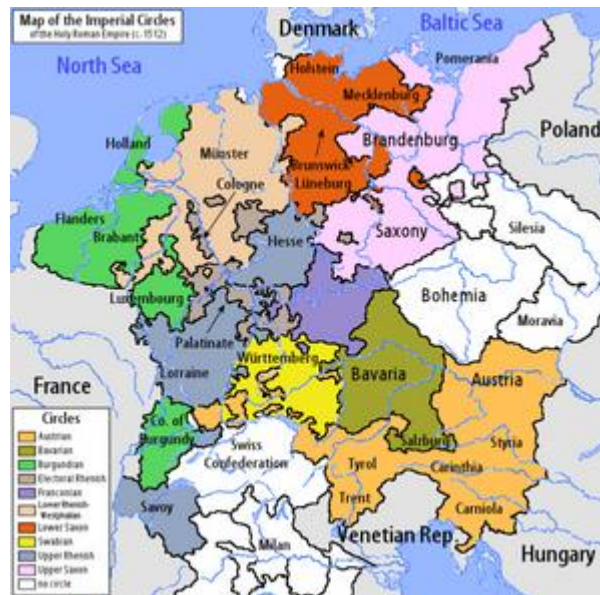 Map of the Imperial Circles
of the Holy Roman Empire (c. 1512)
Denmark
Baltic Sea
North Sea
Holstein
Pomerania
Mecklenburg
Holland
Brandenburg
Poland
Münster
Brunswick
Cologne
Lüneburg
Flanders
Brabant
Hesse
Saxony
Silesia
Luxembourg
Bohemia
Moravia
Palatinate
Württemberg
Lorraine
Bavaria
Austria
France
Co. of
Burgundy
Salzburg
Styria
Swiss
Confederation
Tyrol
Carinthia
Trent
Carniola
Savoy
Venetian Rep.
Milan
Hungary
Circles
Austrian
Bavarian
Burgundian
Electoral Rhenish
Franconian
Lower Rhenish-
Westphalian
Lower Saxon
Swabian
Upper Rhenish
Upper Saxon
no circle